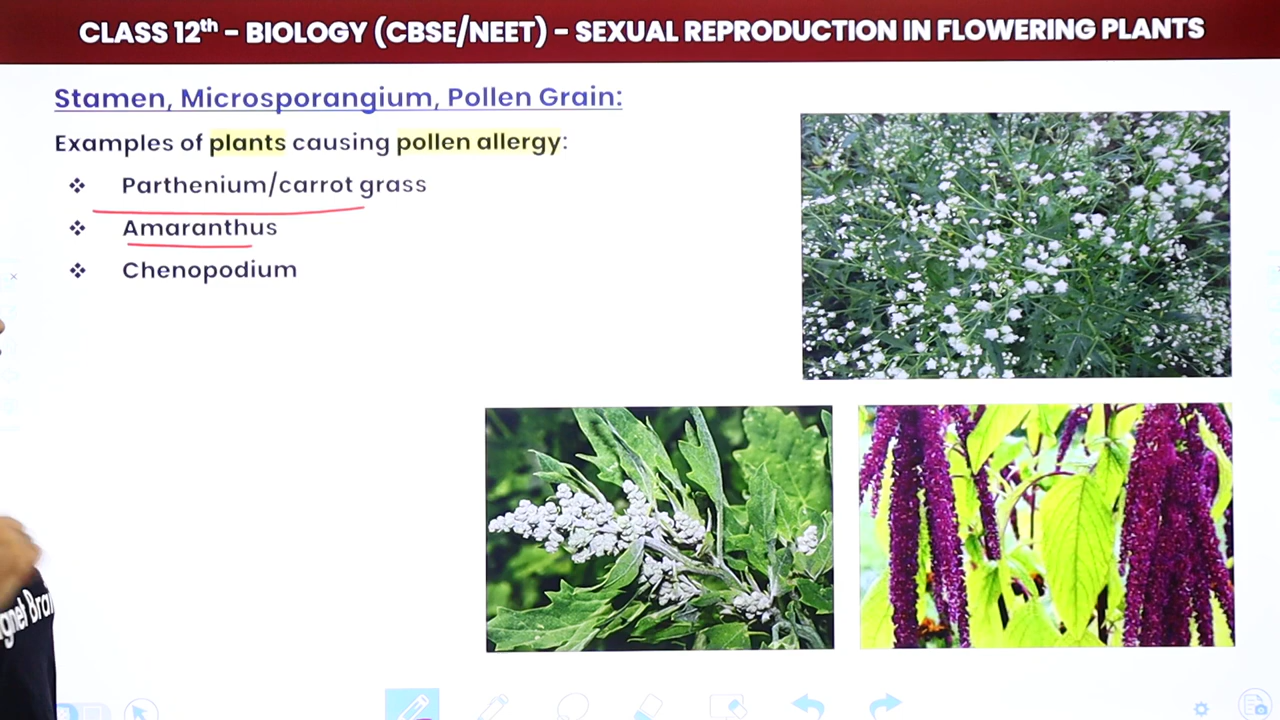 CLASS 12th - BIOLOGY (CBSE/NEET) - SEXUAL REPRODUCTION IN FLOWERING PLANTS
Stamen, Microsporangium, Pollen Grain:
Examples of plants causing pollen allergy:
❖ Parthenium/carrot grass
❖ Amaranthus
❖ Chenopodium